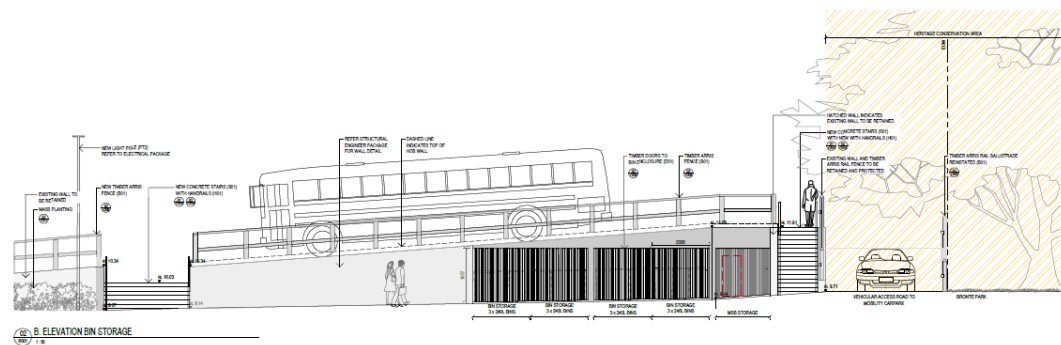 HERITAGE CONSERVATION AREA
NEW LIGHT POLE (PT2)
REFER TO ELECTRICAL PACKAGE
EXISTING WALL TO
BE RETAINED
MASS PLANTING
NEW TIMBER ARRIS
FENCE (S01)
NEW CONCRETE STAIRS (S01)
WITH HANDRAILS (H01)
REFER STRUCTURAL
ENGINEER PACKAGE
FOR WALL DETAIL
DASHED LINE
INDICATES TOP OF
HOB WALL
TIMBER DOORS TO
BIN ENCLOSURE (S01)
TIMBER ARRIS
FENCE (S01)
HATCHED WALL INDICATES
EXISTING WALL TO BE RETAINED
NEW CONCRETE STAIRS (S01)
WITH NEW WITH HANDRAILS (H01)
EXISTING WALL AND TIMBER
ARRIS RAIL FENCE TO BE
RETAINED AND PROTECTED
TIMBER ARRIS RAIL BALUSTRADE
REINSTATED (S01)
2000
BIN STORAGE
3 x 240L BINS
BIN STORAGE
3 x 240L BINS
BIN STORAGE
3 x 240L BINS
BIN STORAGE
3 x 240L BINS
MSB STORAGE
VEHICULAR ACCESS ROAD TO
MOBILITY CARPARK
BRONTE PARK
02
B. ELEVATION BIN STORAGE